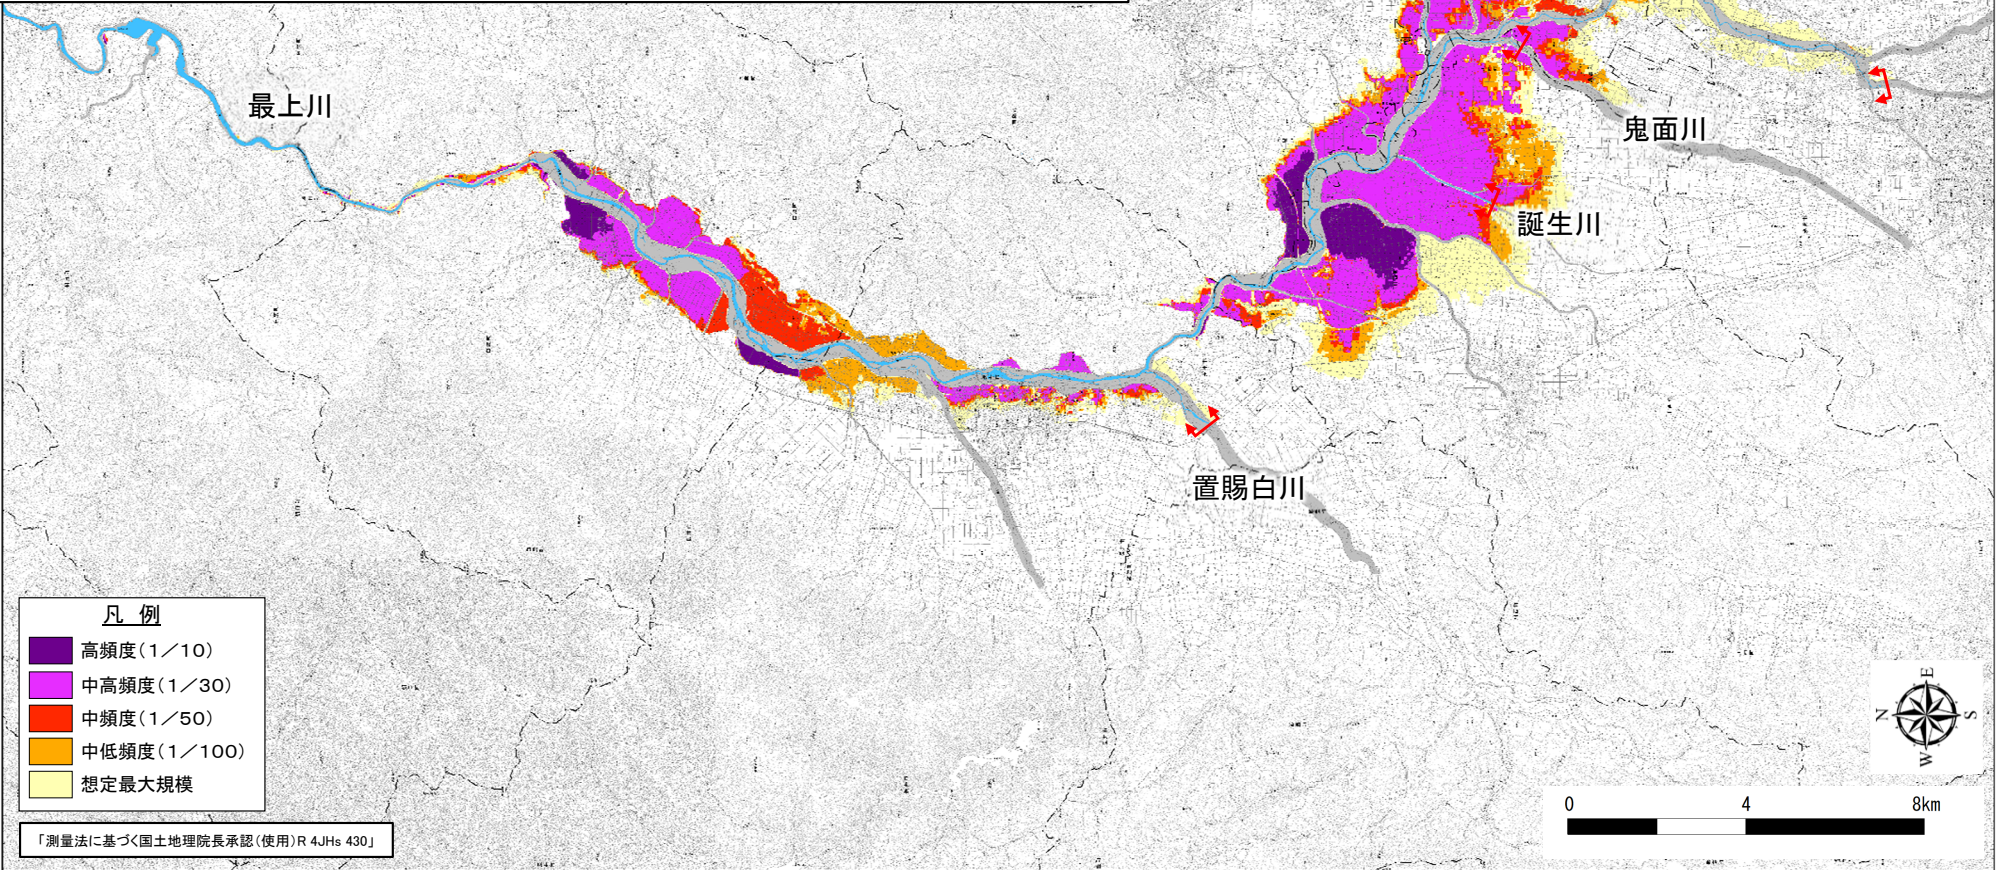 最上川
鬼面川
誕生川
置賜白川
凡 例
高頻度(1/10)
中高頻度(1/30)
中頻度(1/50)
中低頻度(1/100)
想定最大規模
「測量法に基づく国土地理院長承認(使用)R 4JHs 430」
E
N
S
W
0 4 8km